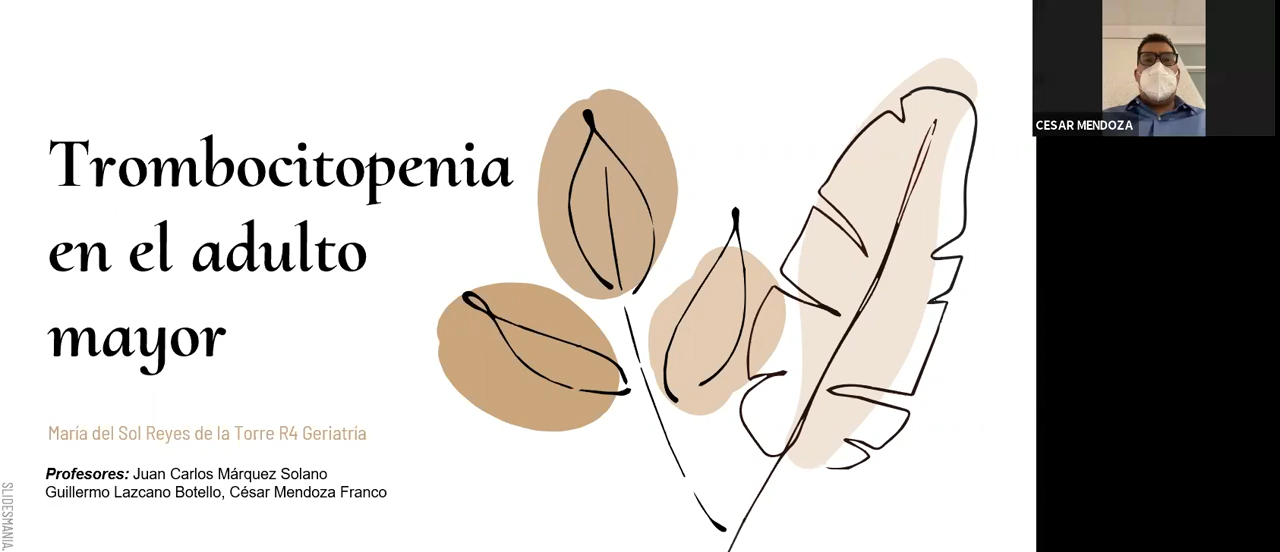 Trombocitopenia
en el adulto
mayor
María del Sol Reyes de la Torre R4 Geriatría
Profesores: Juan Carlos Márquez Solano
Guillermo Lazcano Botello, César Mendoza Franco
SLIDESMANIA.
CESAR MENDOZA